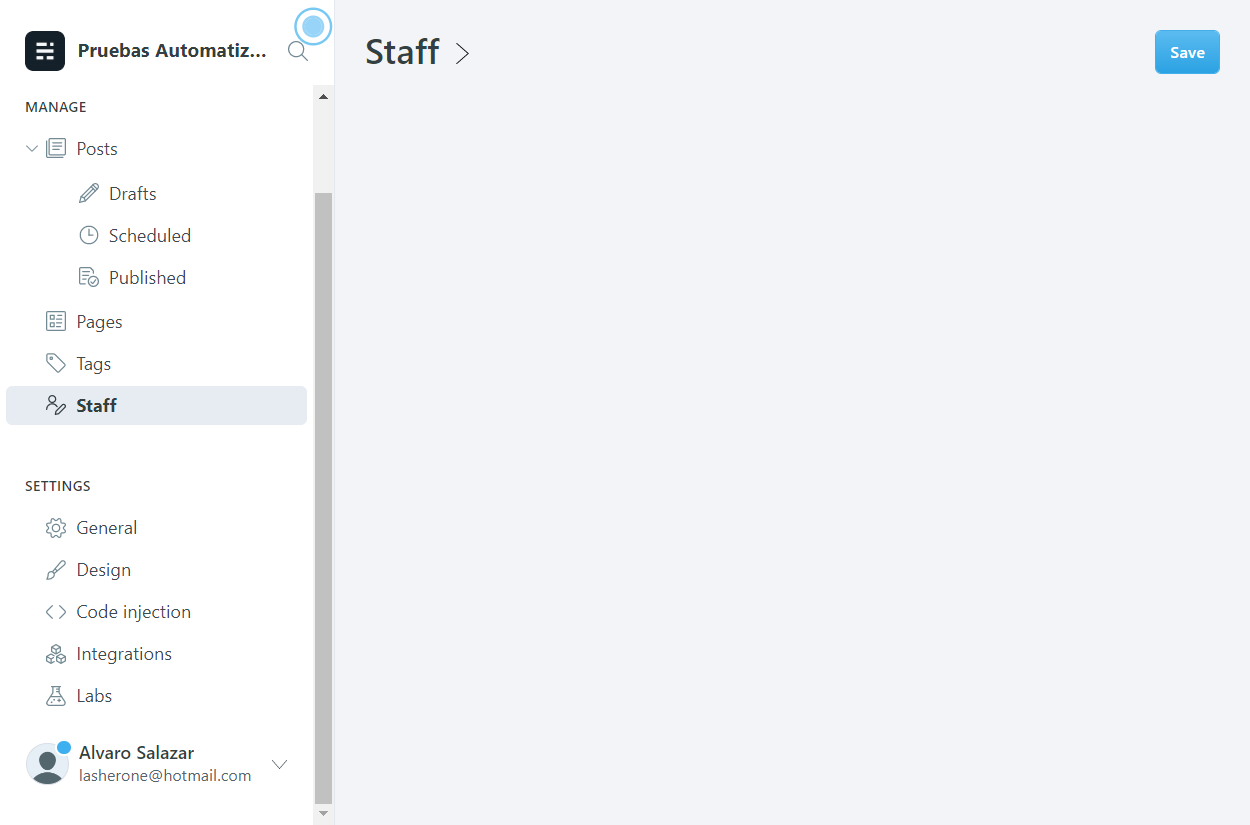 Pruebas Automatiz...
MANAGE
Posts
Drafts
Scheduled
Published
Pages
Tags
Staff
SETTINGS
General
Design
Code injection
Integrations
Labs
Alvaro Salazar
lasherone@hotmail.com
Staff
Save